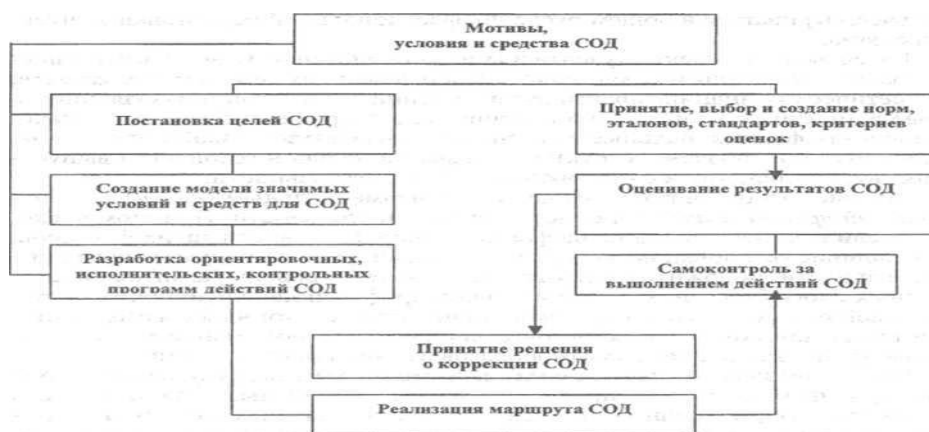 Мотивы,
условия и средства СОД
Постановка целей СОД
Принятие, выбор и создание норм,
эталонов, стандартов, критериев
оценок
Создание модели значимых
условий и средств для СОД
Оценивание результатов СОД
Разработка ориентировочных,
исполнительских, контрольных
программ действий СОД
Самоконтроль за
выполнением действий СОД
Принятие решения
о коррекции СОД
Реализация маршрута СОД